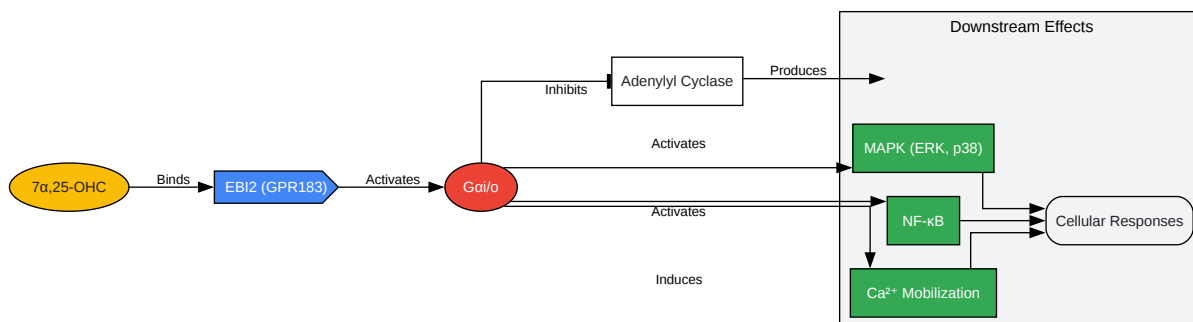 Downstream Effects
Produces
Adenylyl Cyclase
Inhibits
Activates
MAPK (ERK, p38)
7α,25-OHC
Binds
EBI2 (GPR183)
Activates
Gαi/o
Activates
NF-κB
Cellular Responses
Induces
Ca²⁺ Mobilization